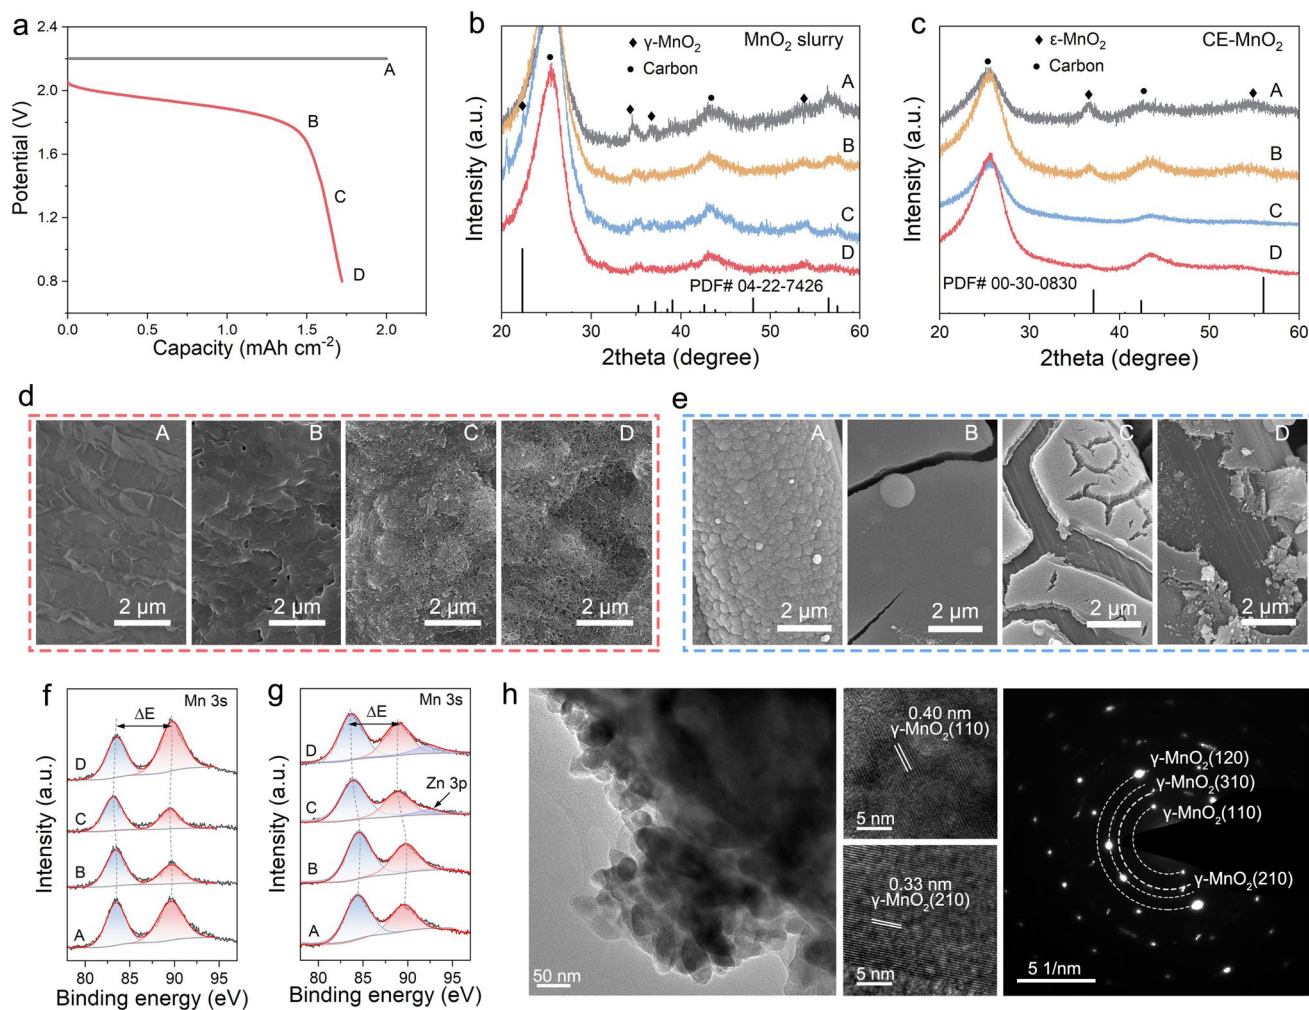 a
2.4
2.0
1.6
1.2
0.8
Potential (V)
A
B
C
D
0.0
0.5
1.0
1.5
2.0
Capacity (mAh cm⁻²)
b
◆ γ-MnO₂
MnO₂ slurry
● Carbon
A
B
C
D
PDF# 04-22-7426
Intensity (a.u.)
20
30
40
50
60
2theta (degree)
c
◆ ε-MnO₂
CE-MnO₂
● Carbon
A
B
C
D
PDF# 00-30-0830
Intensity (a.u.)
20
30
40
50
60
2theta (degree)
d
A
B
C
D
2 μm
2 μm
2 μm
2 μm
e
A
B
C
D
2 μm
2 μm
2 μm
2 μm
f
Mn 3s
ΔE
D
C
B
A
Intensity (a.u.)
80
85
90
95
Binding energy (eV)
g
Mn 3s
ΔE
D
Zn 3p
C
B
A
Intensity (a.u.)
80
85
90
95
Binding energy (eV)
h
50 nm
0.40 nm
γ-MnO₂(110)
5 nm
0.33 nm
γ-MnO₂(210)
5 nm
γ-MnO₂(120)
γ-MnO₂(310)
γ-MnO₂(110)
γ-MnO₂(210)
5 1/nm